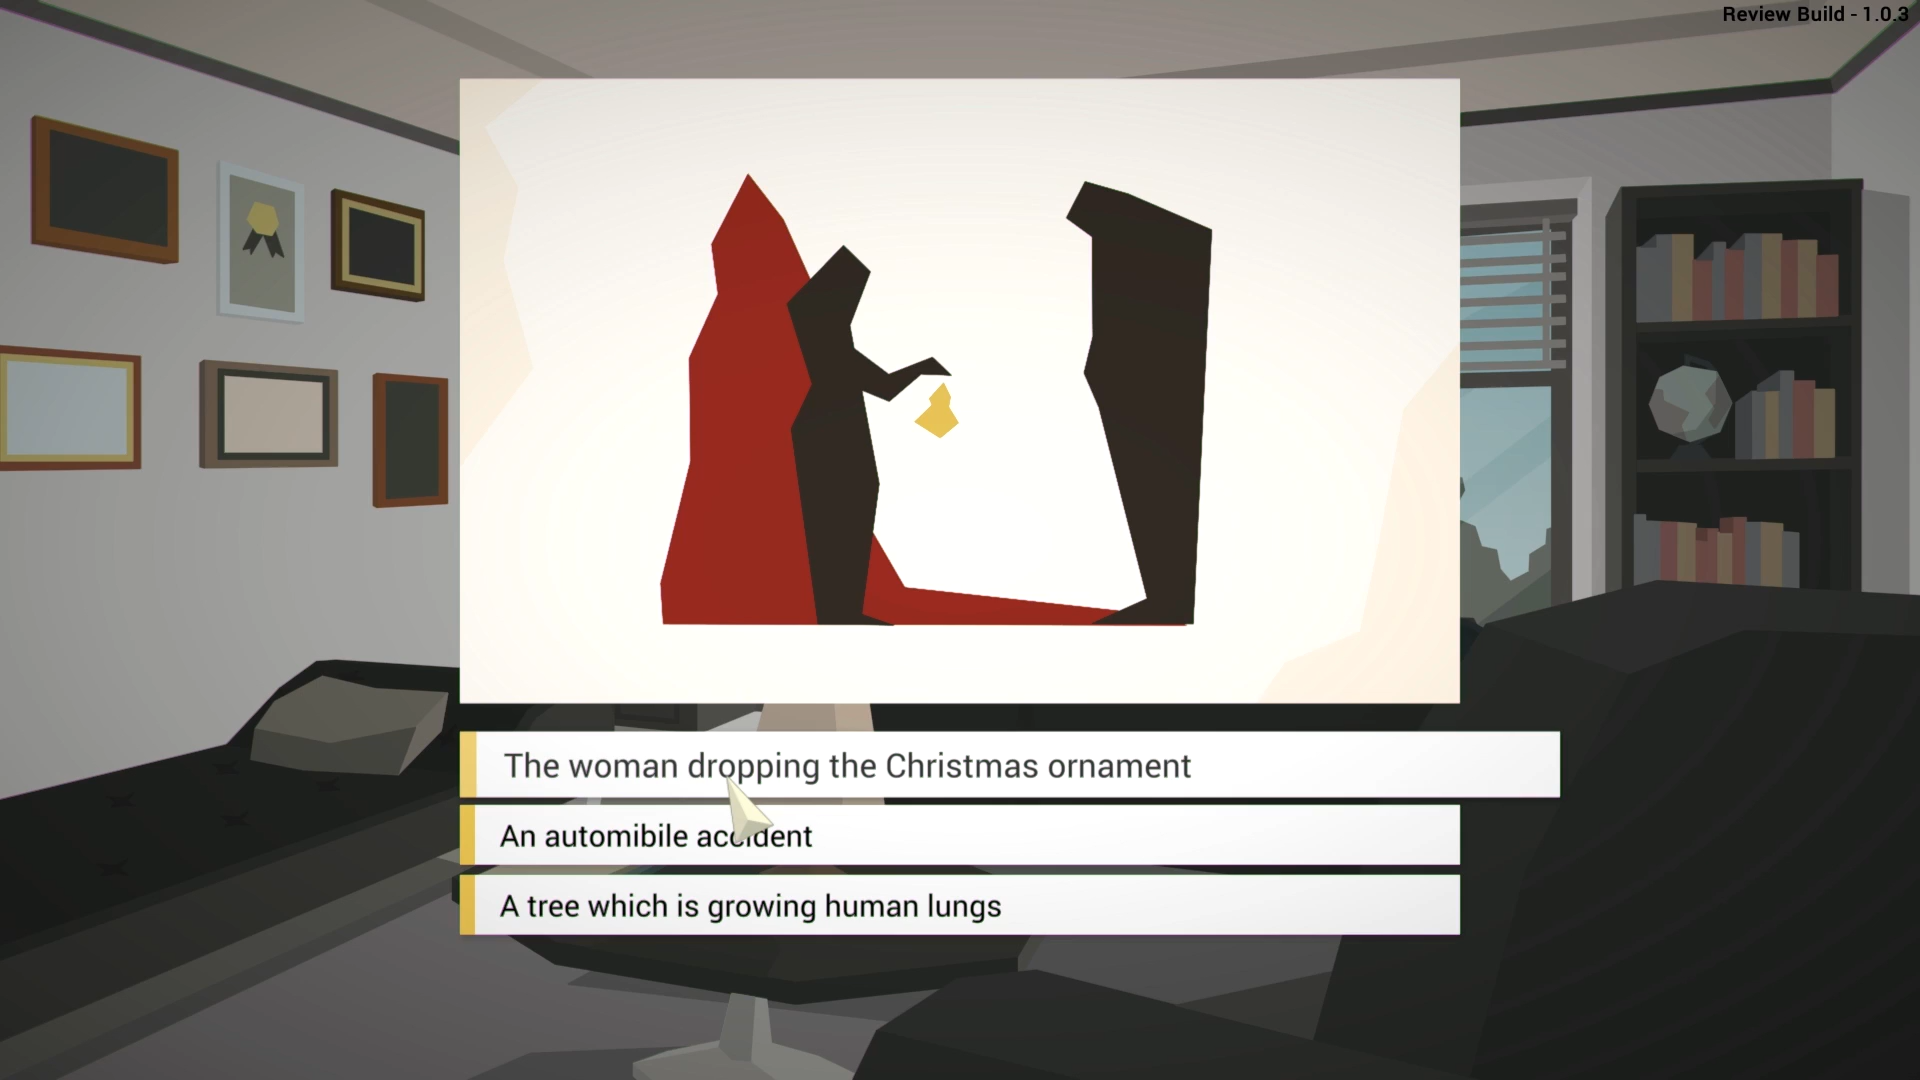 Review Build - 1.0.3
The woman dropping the Christmas ornament
An automibile accident
A tree which is growing human lungs